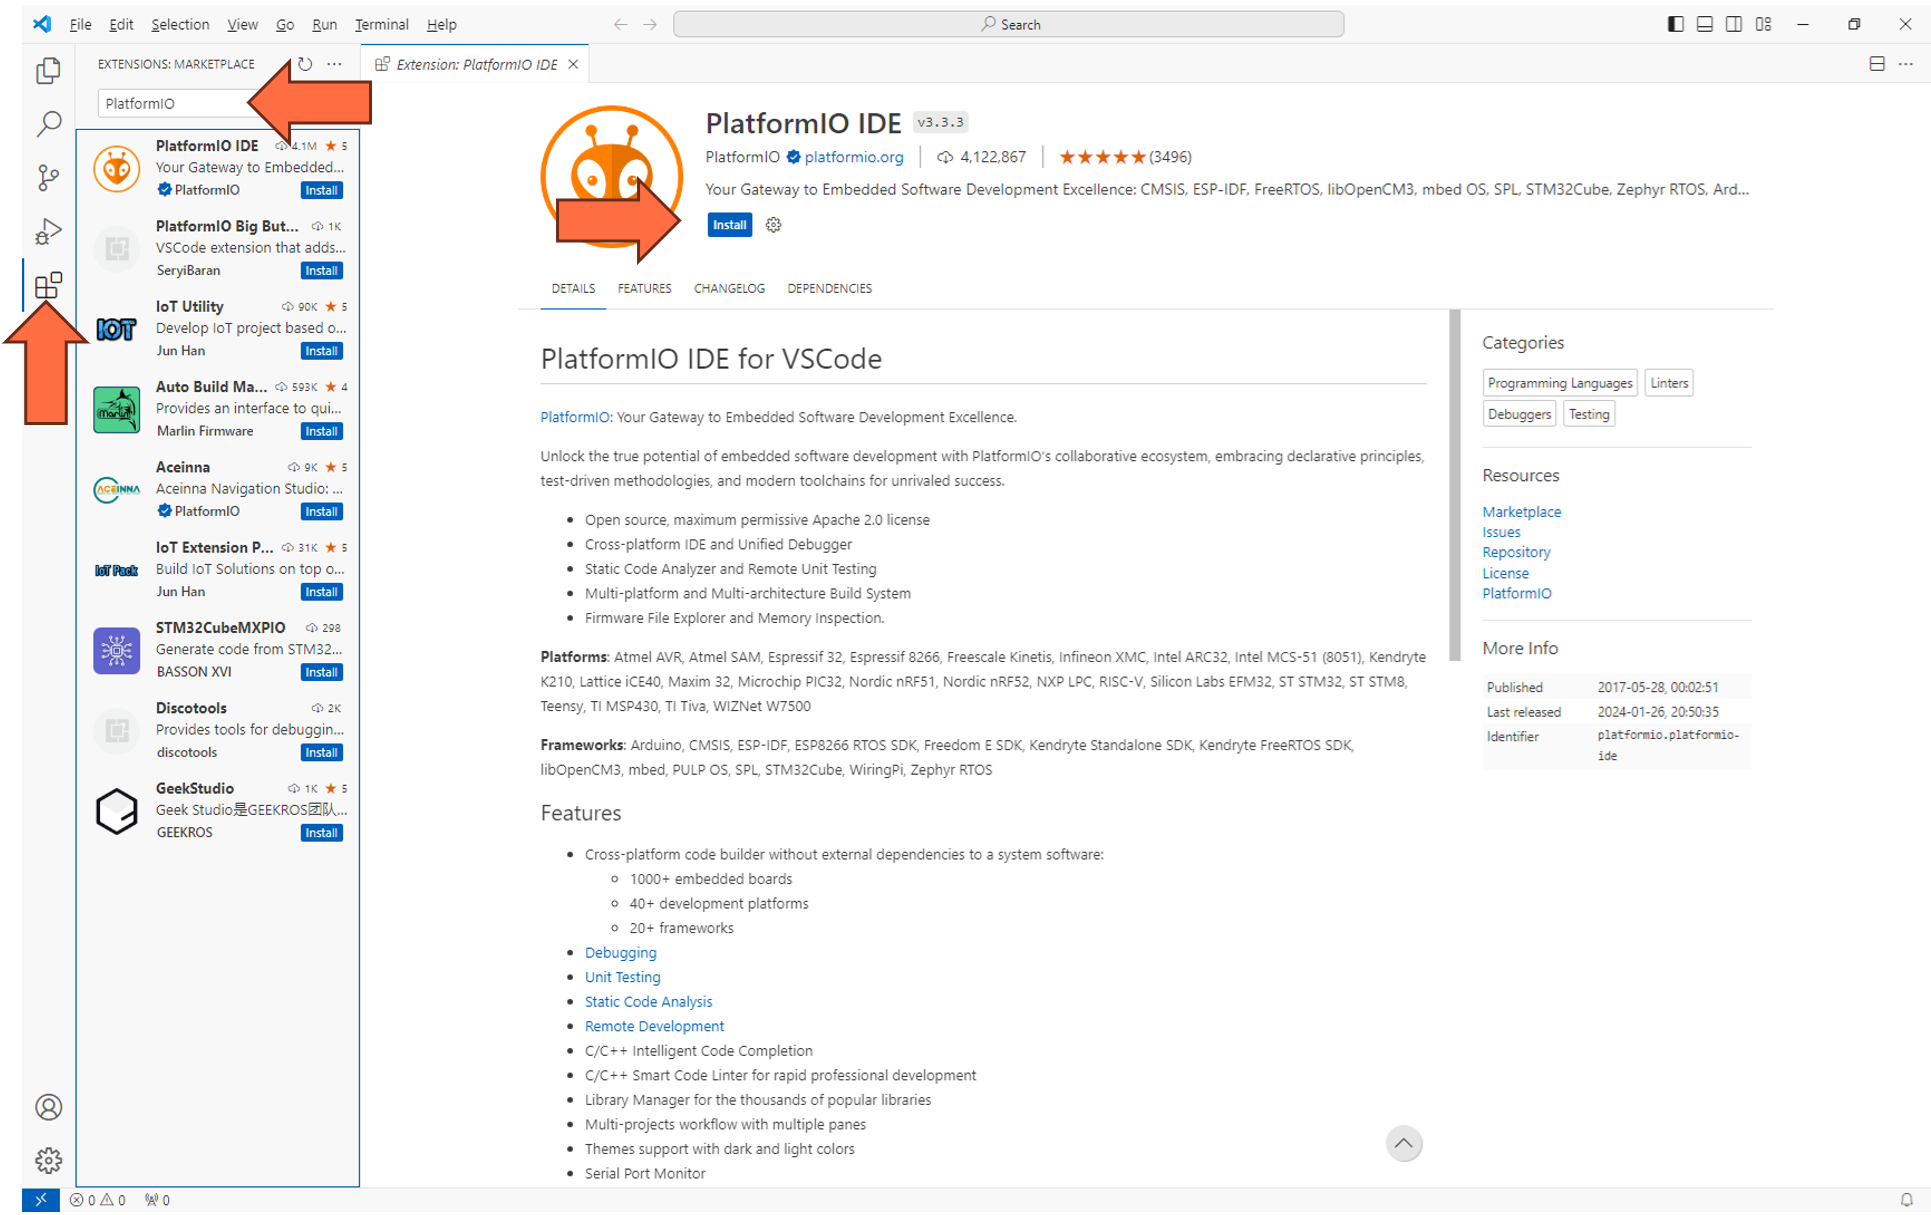 File Edit Selection View Go Run Terminal Help
Search
EXTENSIONS: MARKETPLACE
PlatformIO
PlatformIO IDE 4.1M 5
Your Gateway to Embedded...
PlatformIO Install
PlatformIO Big But... 1K
VSCode extension that adds...
SeryiBaran Install
IoT Utility 90K 5
IOT
Develop IoT project based o...
Jun Han Install
Auto Build Ma... 593K 4
Marlin
Provides an interface to qui...
Marlin Firmware Install
Aceinna 9K 5
ACEINNA
Aceinna Navigation Studio: ...
PlatformIO Install
IoT Extension P... 31K 5
IoT Pack
Build IoT Solutions on top o...
Jun Han Install
STM32CubeMXPIO 298
Generate code from STM32...
BASSON XVI Install
Discotools 2K
Provides tools for debuggin...
discotools Install
GeekStudio 1K 5
Geek Studio是GEEKROS团队...
GEEKROS Install
0 0 0
Extension: PlatformIO IDE
PlatformIO IDE v3.3.3
PlatformIO platformio.org 4,122,867 (3496)
Your Gateway to Embedded Software Development Excellence: CMSIS, ESP-IDF, FreeRTOS, libOpenCM3, mbed OS, SPL, STM32Cube, Zephyr RTOS, Ard...
Install
DETAILS FEATURES CHANGELOG DEPENDENCIES
PlatformIO IDE for VSCode
PlatformIO: Your Gateway to Embedded Software Development Excellence.
Unlock the true potential of embedded software development with PlatformIO's collaborative ecosystem, embracing declarative principles,
test-driven methodologies, and modern toolchains for unrivaled success.
• Open source, maximum permissive Apache 2.0 license
• Cross-platform IDE and Unified Debugger
• Static Code Analyzer and Remote Unit Testing
• Multi-platform and Multi-architecture Build System
• Firmware File Explorer and Memory Inspection.
Platforms: Atmel AVR, Atmel SAM, Espressif 32, Espressif 8266, Freescale Kinetis, Infineon XMC, Intel ARC32, Intel MCS-51 (8051), Kendryte
K210, Lattice iCE40, Maxim 32, Microchip PIC32, Nordic nRF51, Nordic nRF52, NXP LPC, RISC-V, Silicon Labs EFM32, ST STM32, ST STM8,
Teensy, TI MSP430, TI Tiva, WIZNet W7500
Frameworks: Arduino, CMSIS, ESP-IDF, ESP8266 RTOS SDK, Freedom E SDK, Kendryte Standalone SDK, Kendryte FreeRTOS SDK,
libOpenCM3, mbed, PULP OS, SPL, STM32Cube, WiringPi, Zephyr RTOS
Features
• Cross-platform code builder without external dependencies to a system software:
◦ 1000+ embedded boards
◦ 40+ development platforms
◦ 20+ frameworks
• Debugging
• Unit Testing
• Static Code Analysis
• Remote Development
• C/C++ Intelligent Code Completion
• C/C++ Smart Code Linter for rapid professional development
• Library Manager for the thousands of popular libraries
• Multi-projects workflow with multiple panes
• Themes support with dark and light colors
• Serial Port Monitor
Categories
Programming Languages Linters
Debuggers Testing
Resources
Marketplace
Issues
Repository
License
PlatformIO
More Info
Published 2017-05-28, 00:02:51
Last released 2024-01-26, 20:50:35
Identifier platformio.platformio-
ide